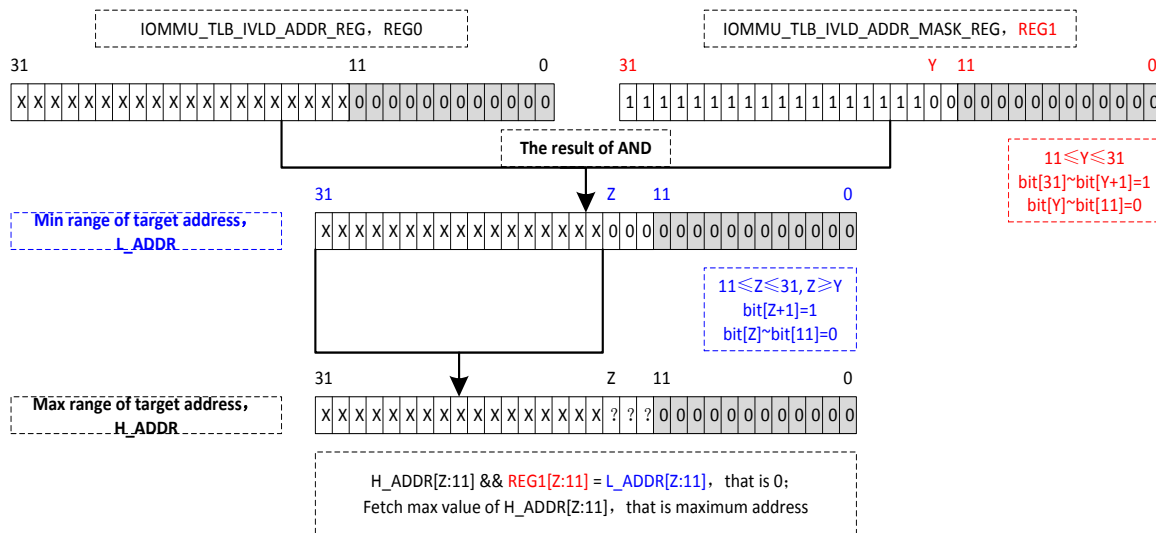 IOMMU_TLB_IVLD_ADDR_REG，REG0
IOMMU_TLB_IVLD_ADDR_MASK_REG，REG1
31 11 0
31 Y 11 0
X X X X X X X X X X X X X X X X X X X X 0 0 0 0 0 0 0 0 0 0 0 0
1 1 1 1 1 1 1 1 1 1 1 1 1 1 1 1 1 1 0 0 0 0 0 0 0 0 0 0 0 0 0 0
The result of AND
11≤Y≤31
bit[31]~bit[Y+1]=1
bit[Y]~bit[11]=0
31 Z 11 0
Min range of target address，
L_ADDR
X X X X X X X X X X X X X X X X X 0 0 0 0 0 0 0 0 0 0 0 0 0 0 0
11≤Z≤31, Z≥Y
bit[Z+1]=1
bit[Z]~bit[11]=0
31 Z 11 0
Max range of target address，
H_ADDR
X X X X X X X X X X X X X X X X X ? ? ? 0 0 0 0 0 0 0 0 0 0 0 0
H_ADDR[Z:11] && REG1[Z:11] = L_ADDR[Z:11]，that is 0；
Fetch max value of H_ADDR[Z:11]，that is maximum address